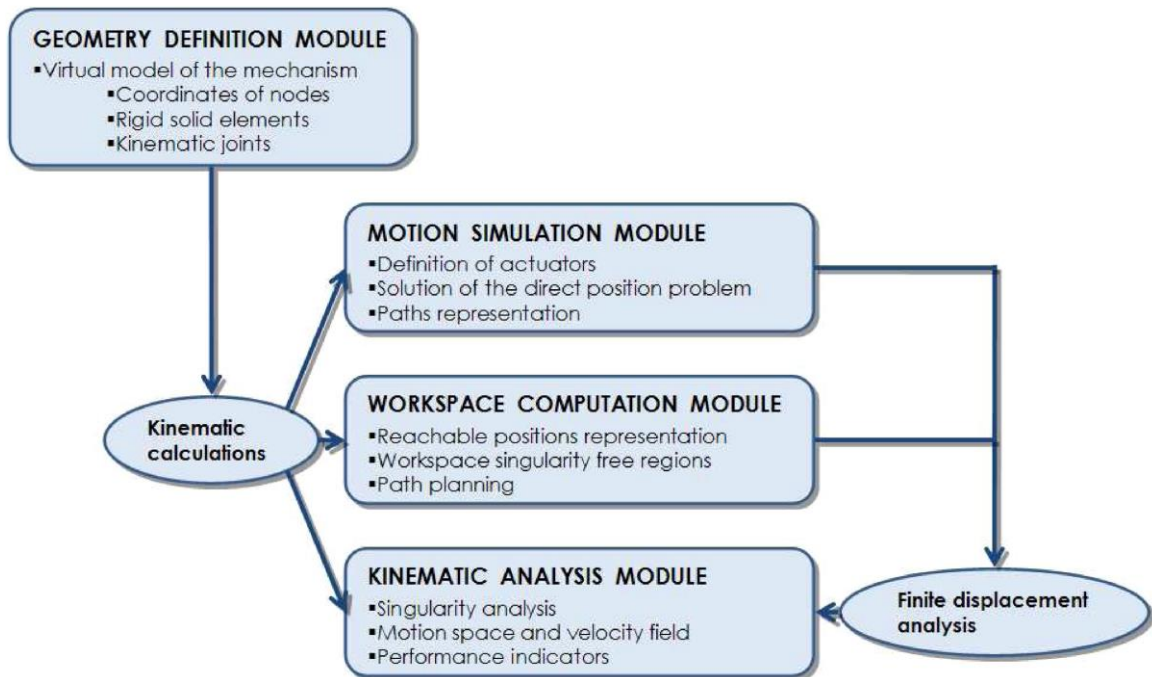 GEOMETRY DEFINITION MODULE
▪Virtual model of the mechanism
▪Coordinates of nodes
▪Rigid solid elements
▪Kinematic joints
MOTION SIMULATION MODULE
▪Definition of actuators
▪Solution of the direct position problem
▪Paths representation
Kinematic
calculations
WORKSPACE COMPUTATION MODULE
▪Reachable positions representation
▪Workspace singularity free regions
▪Path planning
KINEMATIC ANALYSIS MODULE
▪Singularity analysis
▪Motion space and velocity field
▪Performance indicators
Finite displacement
analysis